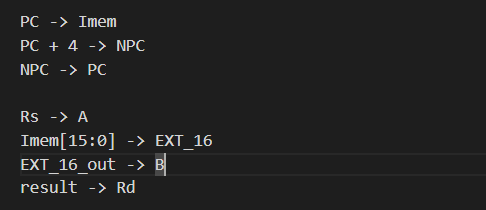 PC -> Imem
PC + 4 -> NPC
NPC -> PC
Rs -> A
Imem[15:0] -> EXT_16
EXT_16_out -> B
result -> Rd